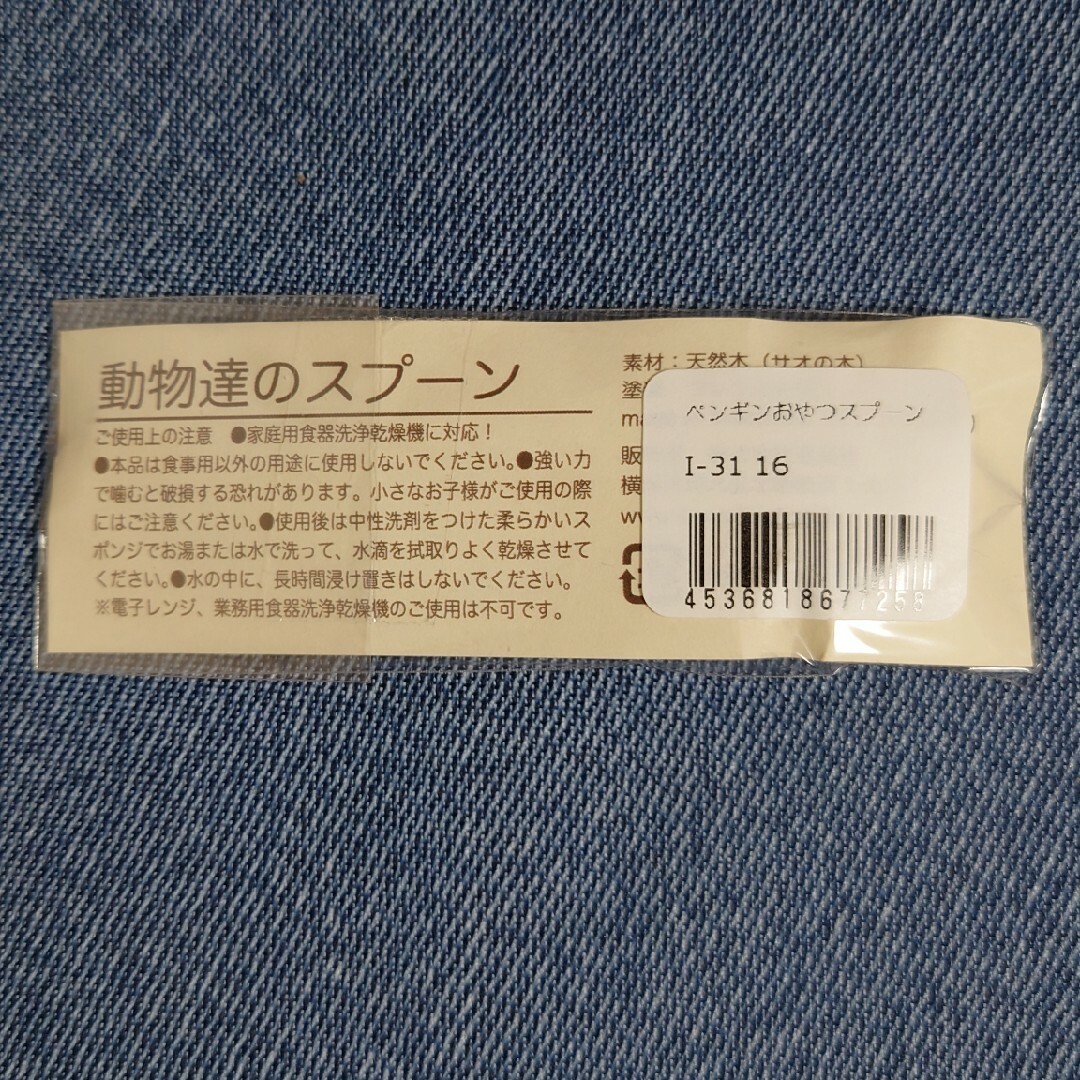 動物達のスプーン
ご使用上の注意 ●家庭用食器洗浄乾燥機に対応！
●本品は食事用以外の用途に使用しないでください。●強い力
で噛むと破損する恐れがあります。小さなお子様がご使用の際
にはご注意ください。●使用後は中性洗剤をつけた柔らかいス
ポンジでお湯または水で洗って、水滴を拭取りよく乾燥させて
ください。●水の中に、長時間浸け置きはしないでください。
※電子レンジ、業務用食器洗浄乾燥機のご使用は不可です。
素材：天然木（サオの木）
塗
ma
販
横
ペンギンおやつスプーン
I-31 16
4536818677258